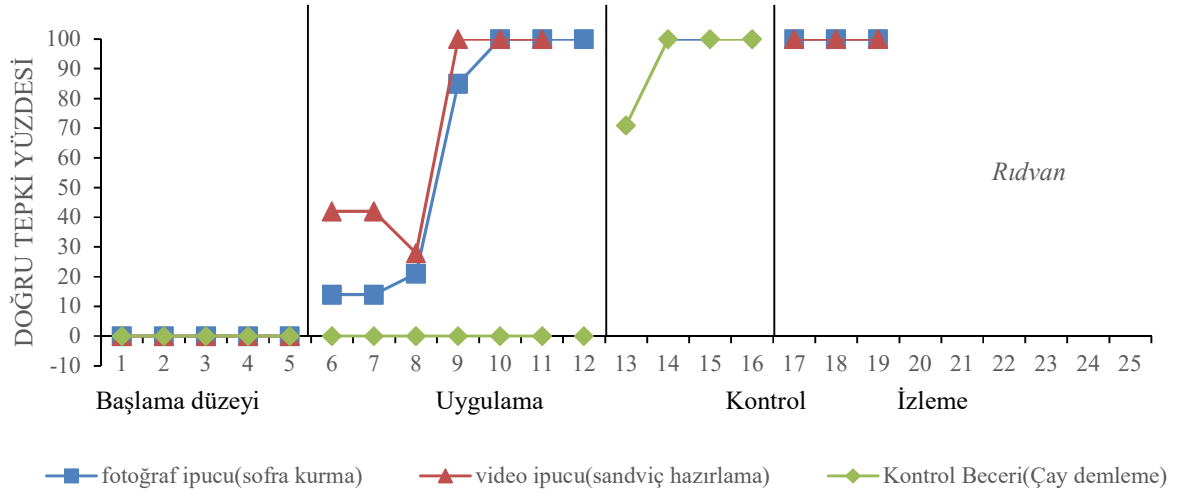 DOĞRU TEPKİ YÜZDESİ
100
90
80
70
60
50
40
30
20
10
0
-10
1 2 3 4 5 6 7 8 9 10 11 12 13 14 15 16 17 18 19 20 21 22 23 24 25
Rıdvan
Başlama düzeyi Uygulama Kontrol İzleme
fotoğraf ipucu(sofra kurma) video ipucu(sandviç hazırlama) Kontrol Beceri(Çay demleme)